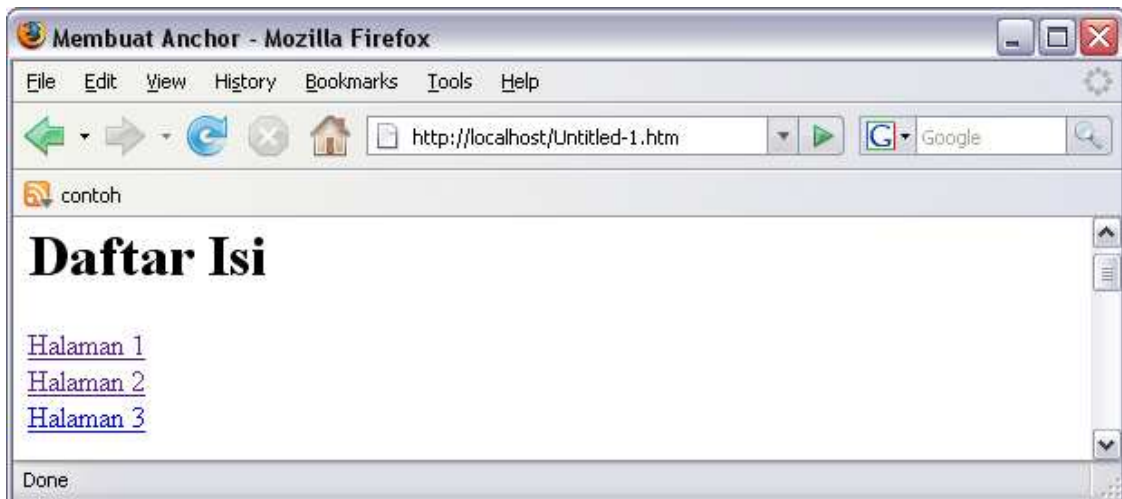 Membuat Anchor - Mozilla Firefox
File Edit View History Bookmarks Tools Help
http://localhost/Untitled-1.htm G Google
contoh
Daftar Isi
Halaman 1
Halaman 2
Halaman 3
Done